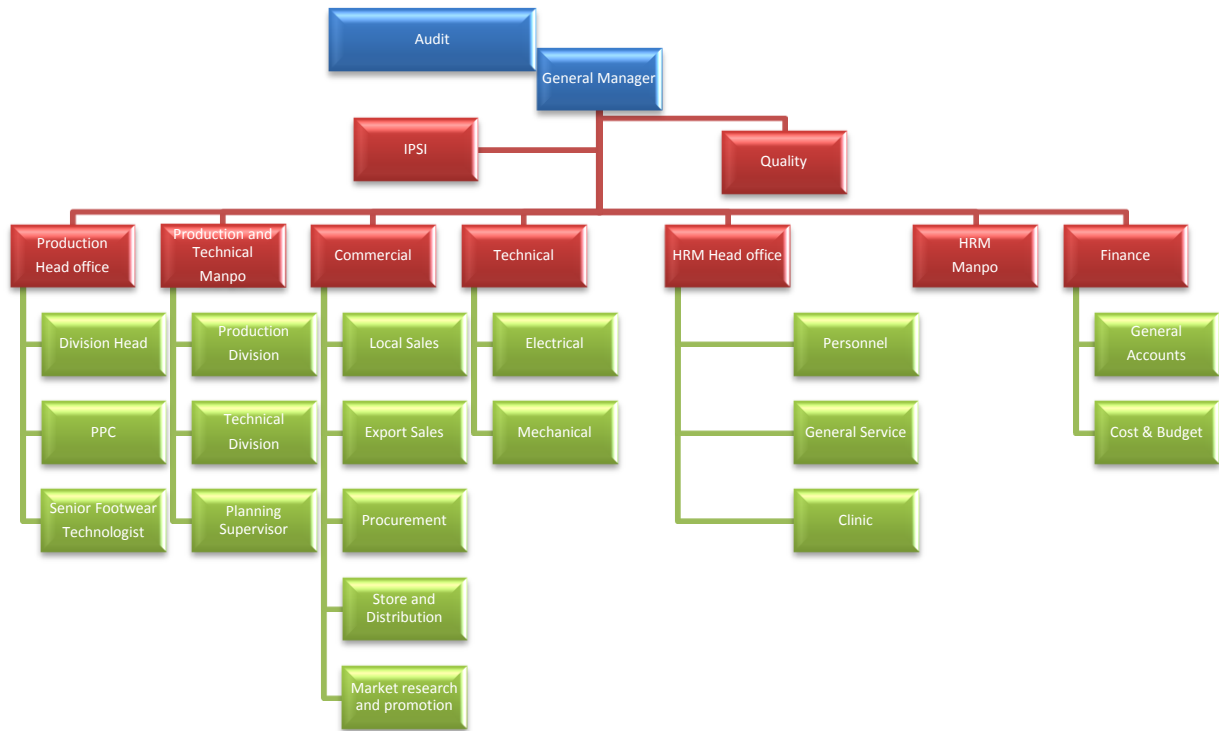 Audit
General Manager
IPSI
Quality
Production
Head office
Production and
Technical
Manpo
Commercial
Technical
HRM Head office
HRM
Manpo
Finance
Division Head
Production
Division
Local Sales
Electrical
Personnel
General
Accounts
PPC
Technical
Division
Export Sales
Mechanical
General Service
Cost & Budget
Senior Footwear
Technologist
Planning
Supervisor
Procurement
Clinic
Store and
Distribution
Market research
and promotion